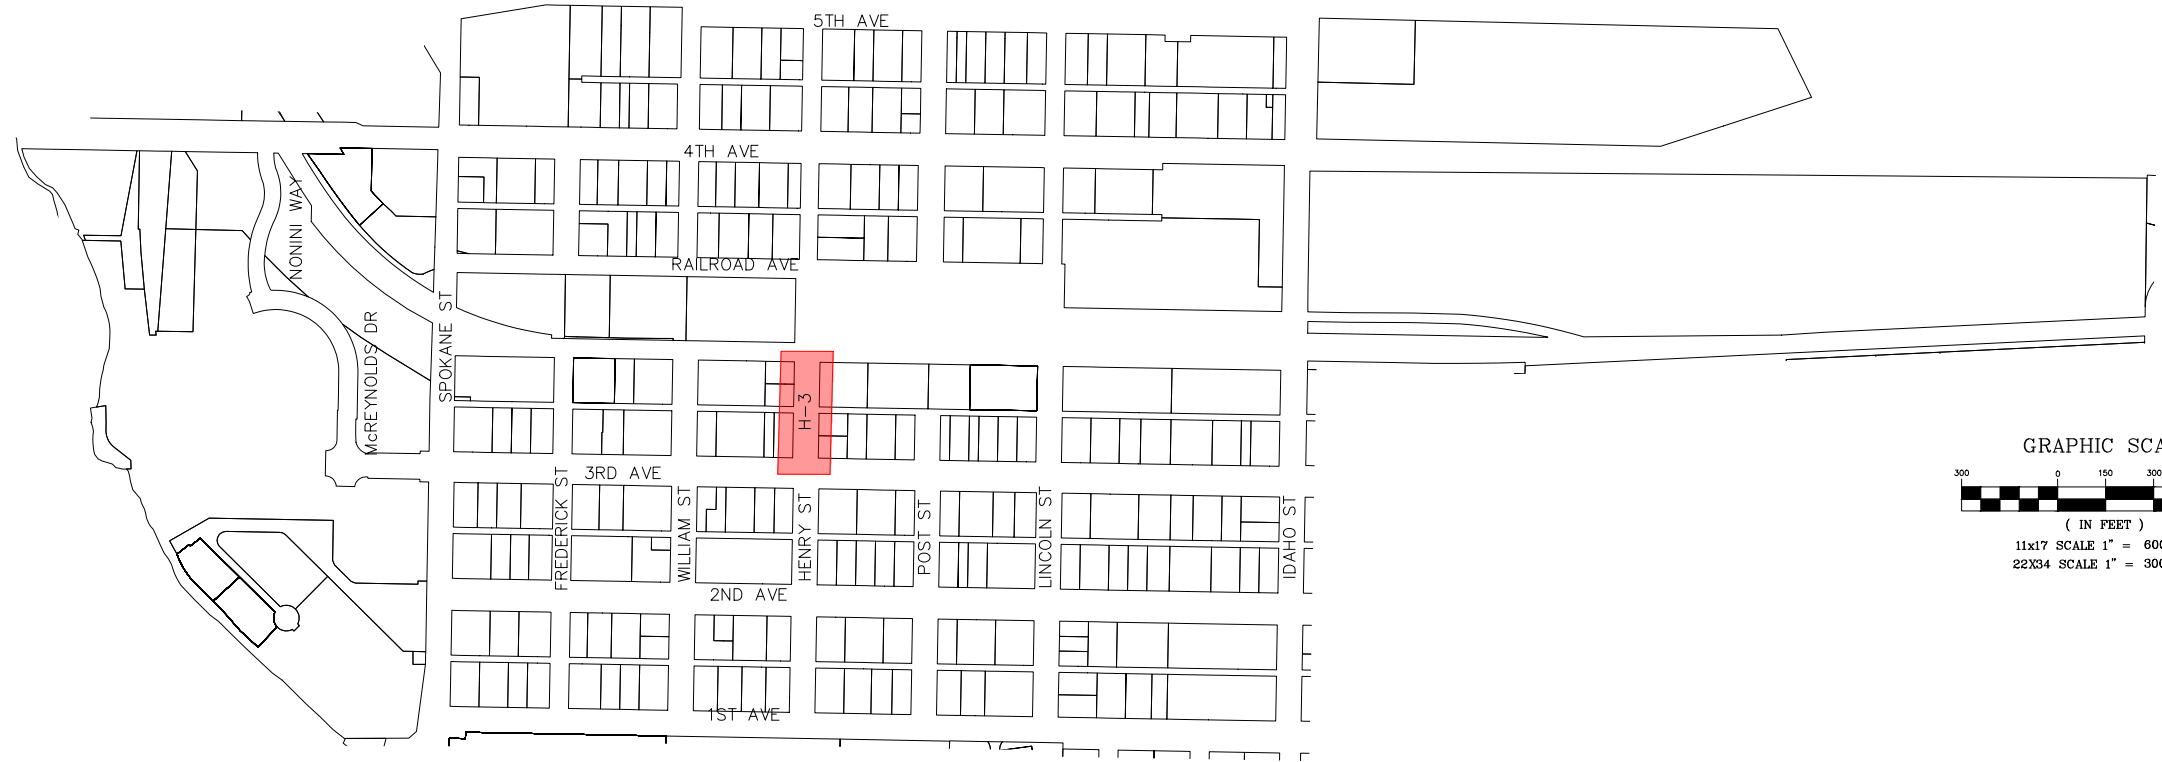 5TH AVE
4TH AVE
NONINI WAY
RAILROAD AVE
SPOKANE ST
McREYNOLDS DR
H-3
GRAPHIC SCA
300 0 150 300
( IN FEET )
11x17 SCALE 1" = 600
22X34 SCALE 1" = 300
3RD AVE
FREDERICK ST
WILLIAM ST
HENRY ST
POST ST
LINCOLN ST
IDAHO ST
2ND AVE
1ST AVE